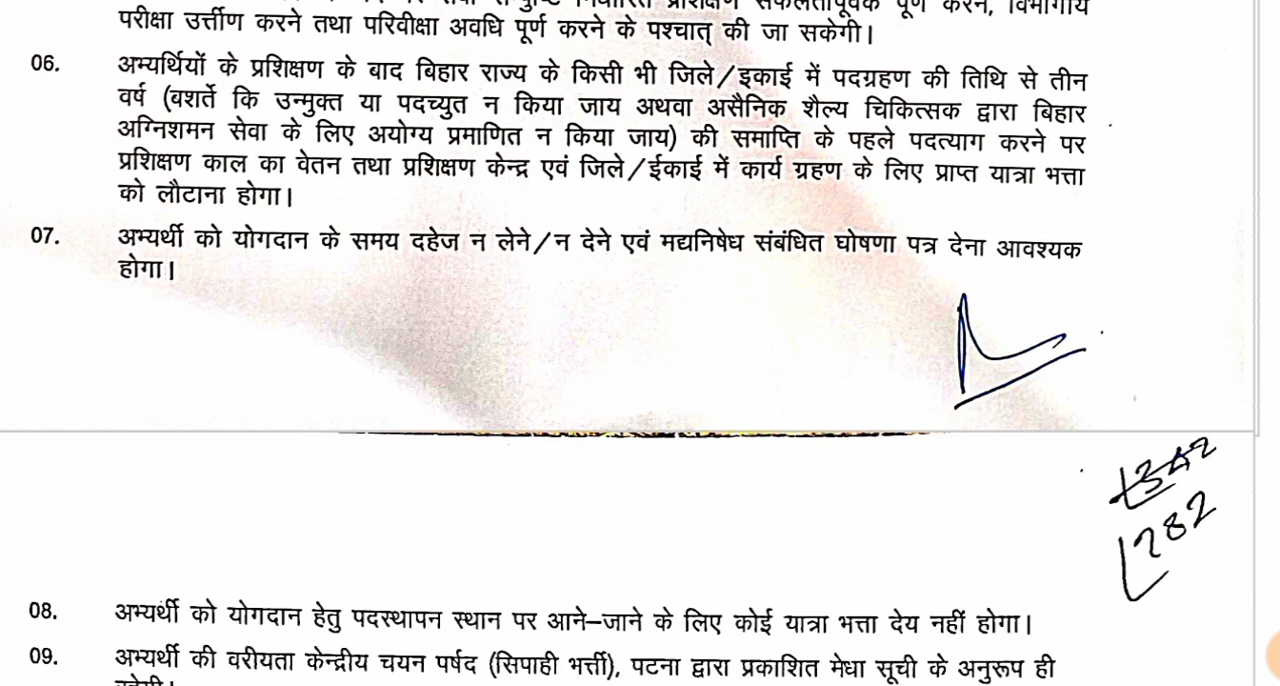 परीक्षा उर्त्तीण करने तथा परिवीक्षा अवधि पूर्ण करने के पश्चात् की जा सकेगी।
06. अभ्यर्थियों के प्रशिक्षण के बाद बिहार राज्य के किसी भी जिले/इकाई में पदग्रहण की तिथि से तीन
वर्ष (बशर्ते कि उन्मुक्त या पदच्युत न किया जाय अथवा असैनिक शैल्य चिकित्सक द्वारा बिहार
अग्निशमन सेवा के लिए अयोग्य प्रमाणित न किया जाय) की समाप्ति के पहले पदत्याग करने पर
प्रशिक्षण काल का वेतन तथा प्रशिक्षण केन्द्र एवं जिले/ईकाई में कार्य ग्रहण के लिए प्राप्त यात्रा भत्ता
को लौटाना होगा।
07. अभ्यर्थी को योगदान के समय दहेज न लेने/न देने एवं मद्यनिषेध संबंधित घोषणा पत्र देना आवश्यक
होगा।
282
08. अभ्यर्थी को योगदान हेतु पदस्थापन स्थान पर आने–जाने के लिए कोई यात्रा भत्ता देय नहीं होगा।
09. अभ्यर्थी की वरीयता केन्द्रीय चयन पर्षद (सिपाही भर्त्ती), पटना द्वारा प्रकाशित मेधा सूची के अनुरूप ही